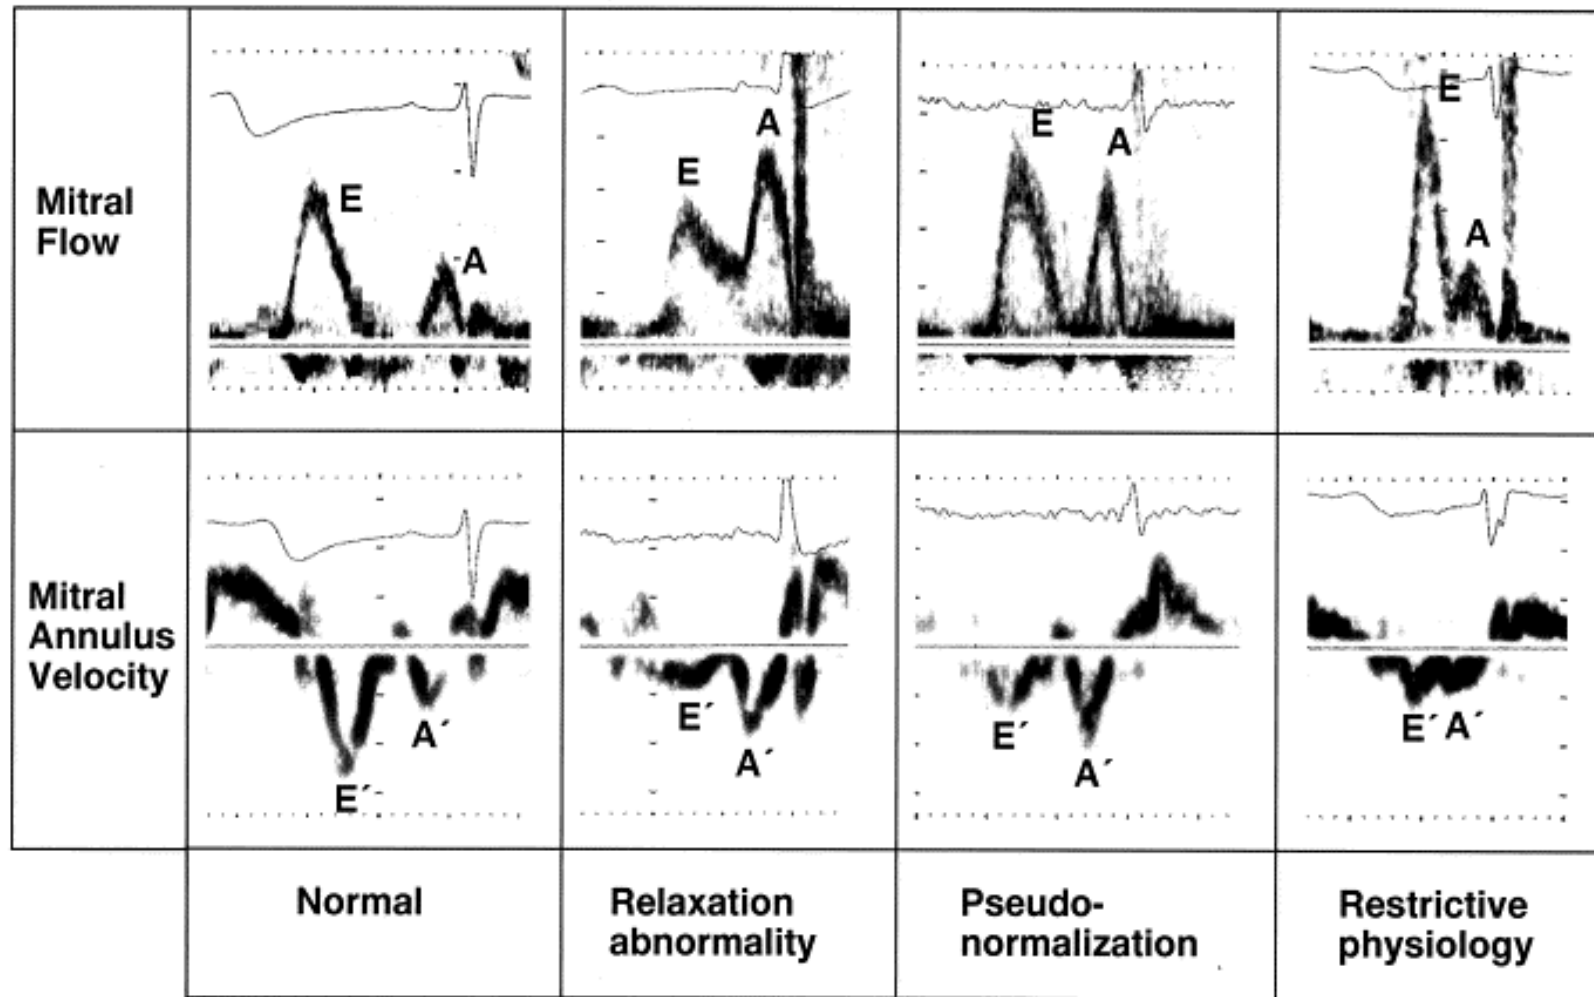 Mitral
Flow
E
A
E
A
E
A
E
A
Mitral
Annulus
Velocity
E´
A´
E´
A´
E´
A´
E´ A´
Normal
Relaxation
abnormality
Pseudo-
normalization
Restrictive
physiology